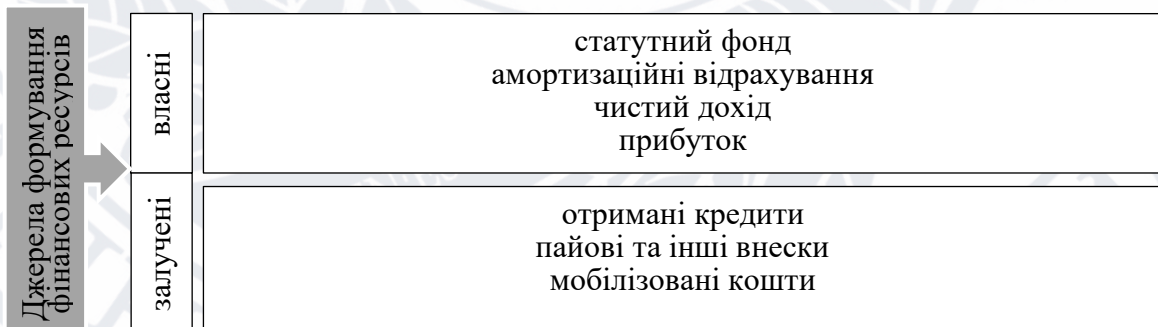 Джерела формування
фінансових ресурсів
власні
статутний фонд
амортизаційні відрахування
чистий дохід
прибуток
залучені
отримані кредити
пайові та інші внески
мобілізовані кошти